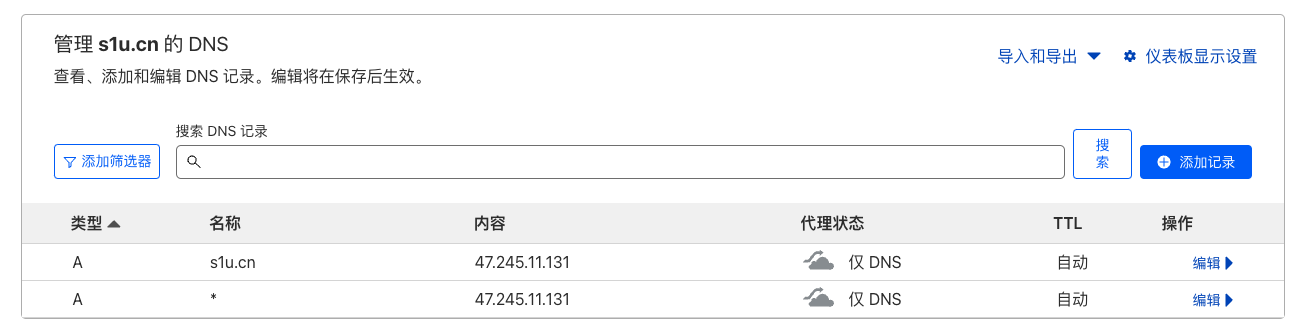 管理 s1u.cn 的 DNS
查看、添加和编辑 DNS 记录。编辑将在保存后生效。
导入和导出 仪表板显示设置
搜索 DNS 记录
添加筛选器
搜
索
添加记录
类型 名称 内容 代理状态 TTL 操作
A s1u.cn 47.245.11.131 仅 DNS 自动 编辑
A * 47.245.11.131 仅 DNS 自动 编辑